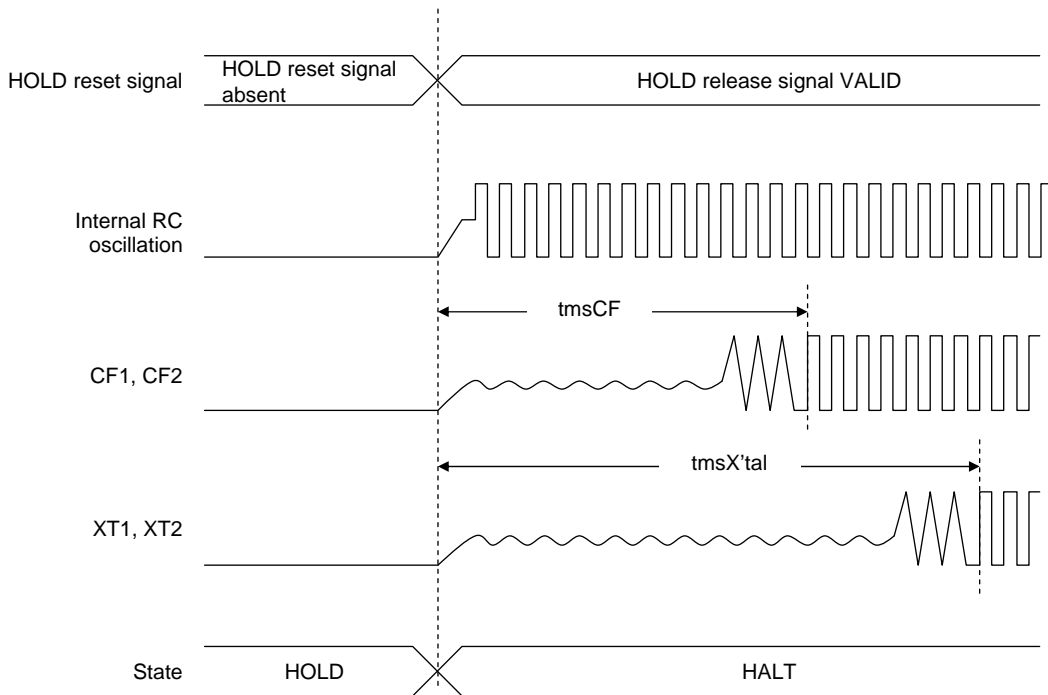 HOLD reset signal
HOLD reset signal
absent
HOLD release signal VALID
Internal RC
oscillation
tmsCF
CF1, CF2
tmsX'tal
XT1, XT2
State
HOLD
HALT